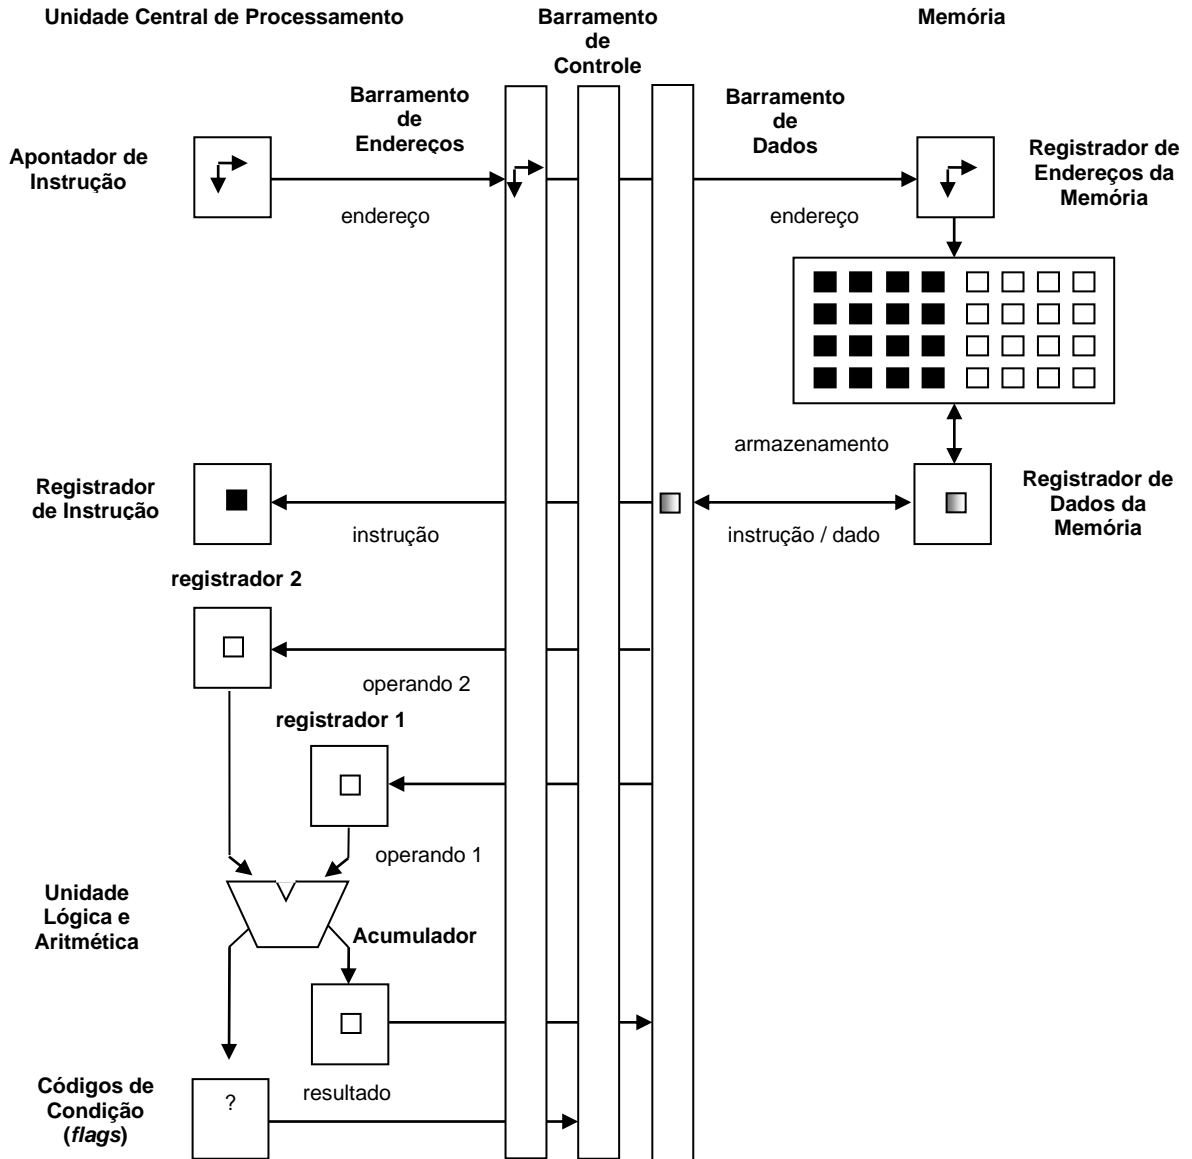 Unidade Central de Processamento
Barramento
de
Controle
Memória
Barramento
de
Endereços
Barramento
de
Dados
Apontador de
Instrução
endereço
endereço
Registrador de
Endereços da
Memória
armazenamento
Registrador
de Instrução
instrução
instrução / dado
Registrador de
Dados da
Memória
registrador 2
operando 2
registrador 1
operando 1
Unidade
Lógica e
Aritmética
Acumulador
resultado
Códigos de
Condição
(flags)
?